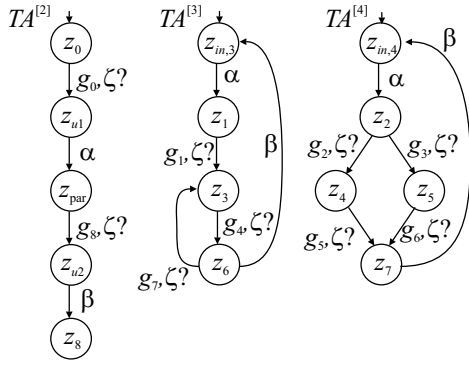 TA^[2]
z_0
g_0,ζ?
z_u1
α
z_par
g_8,ζ?
z_u2
β
z_8
TA^[3]
z_in,3
α
z_1
g_1,ζ?
z_3
g_4,ζ?
z_6
g_7,ζ?
β
TA^[4]
z_in,4
α
z_2
g_2,ζ? g_3,ζ?
z_4 z_5
g_5,ζ? g_6,ζ?
z_7
β